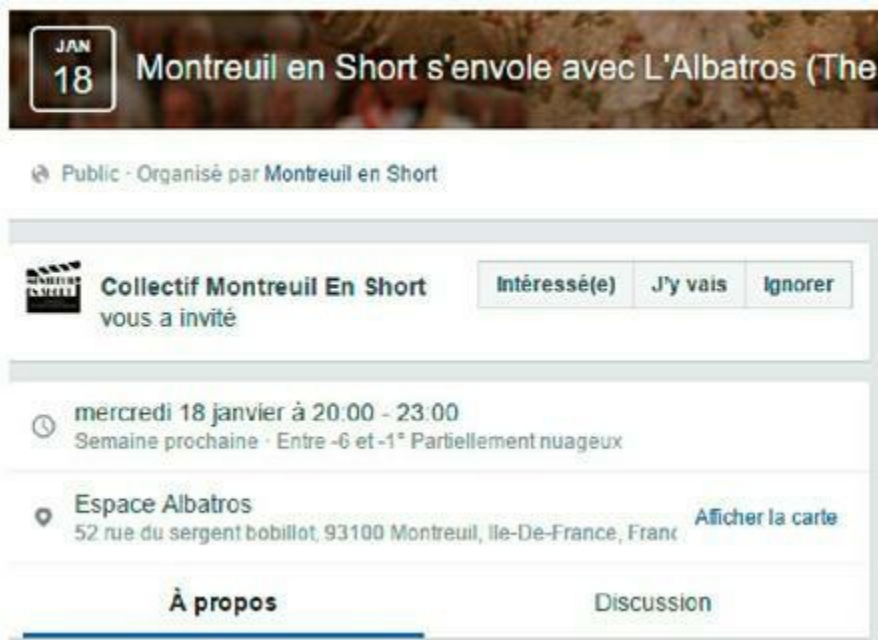 JAN
18
Montreuil en Short s'envole avec L'Albatros (The
Public · Organisé par Montreuil en Short
Collectif Montreuil En Short
vous a invité
Intéressé(e)
J'y vais
Ignorer
mercredi 18 janvier à 20:00 - 23:00
Semaine prochaine · Entre -6 et -1° Partiellement nuageux
Espace Albatros
52 rue du sergent bobillot, 93100 Montreuil, Ile-De-France, Franc
Afficher la carte
À propos
Discussion